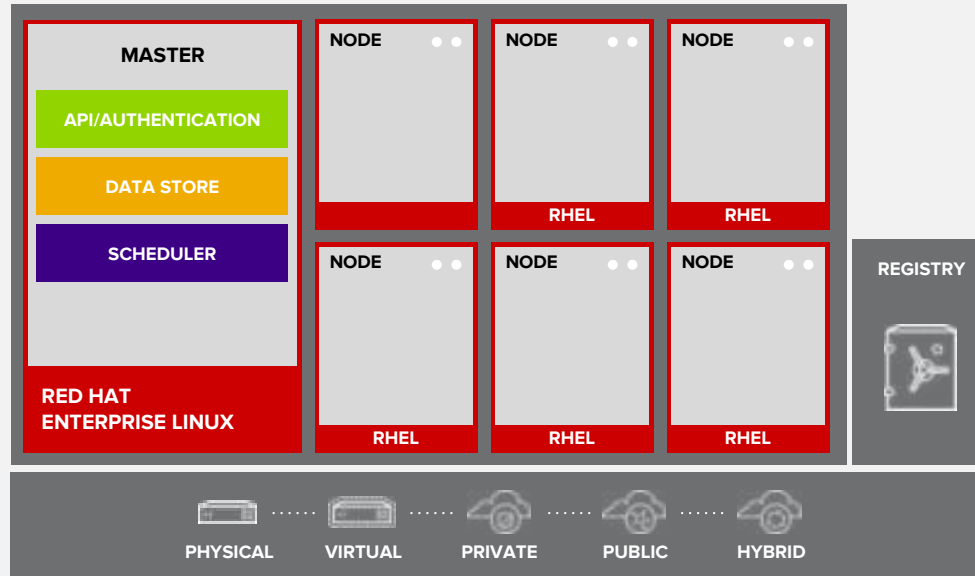 MASTER
API/AUTHENTICATION
DATA STORE
SCHEDULER
RED HAT
ENTERPRISE LINUX
NODE
NODE
NODE
RHEL
RHEL
NODE
NODE
NODE
RHEL
RHEL
RHEL
REGISTRY
PHYSICAL
VIRTUAL
PRIVATE
PUBLIC
HYBRID